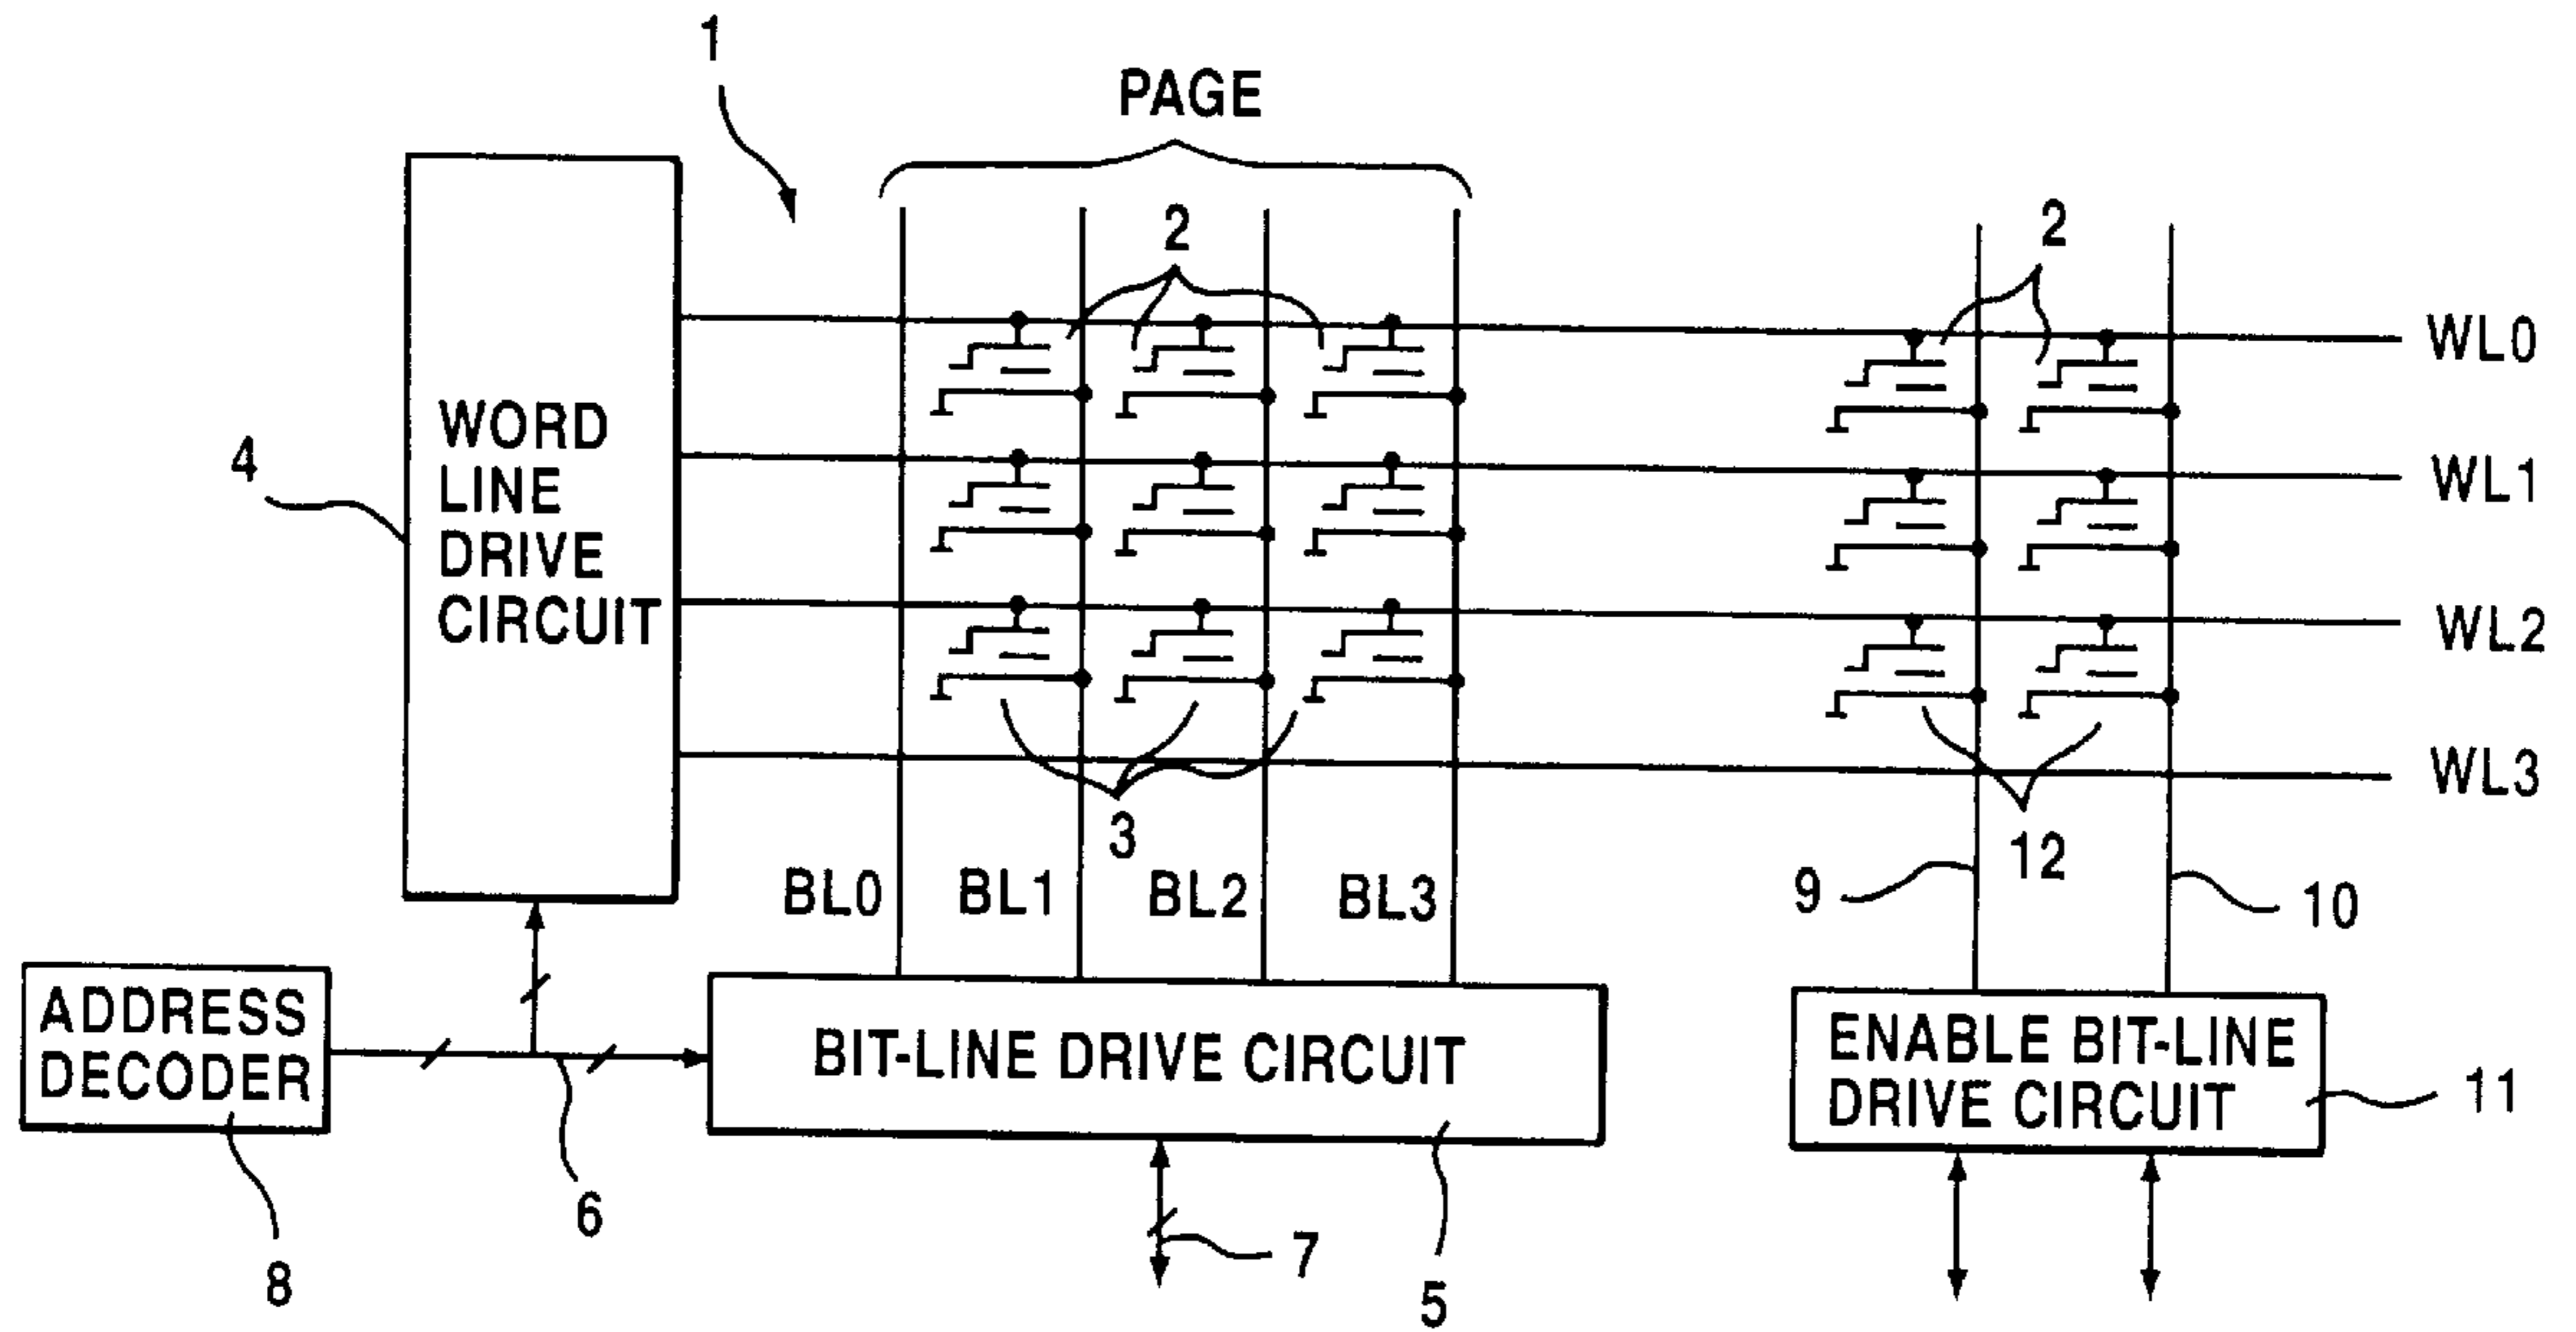 1
PAGE
2
2
WL0
WORD
LINE
DRIVE
CIRCUIT
4
WL1
WL2
WL3
3
12
BL0
BL1
BL2
BL3
9
10
ADDRESS
DECODER
BIT-LINE DRIVE CIRCUIT
ENABLE BIT-LINE
DRIVE CIRCUIT
11
6
7
8
5